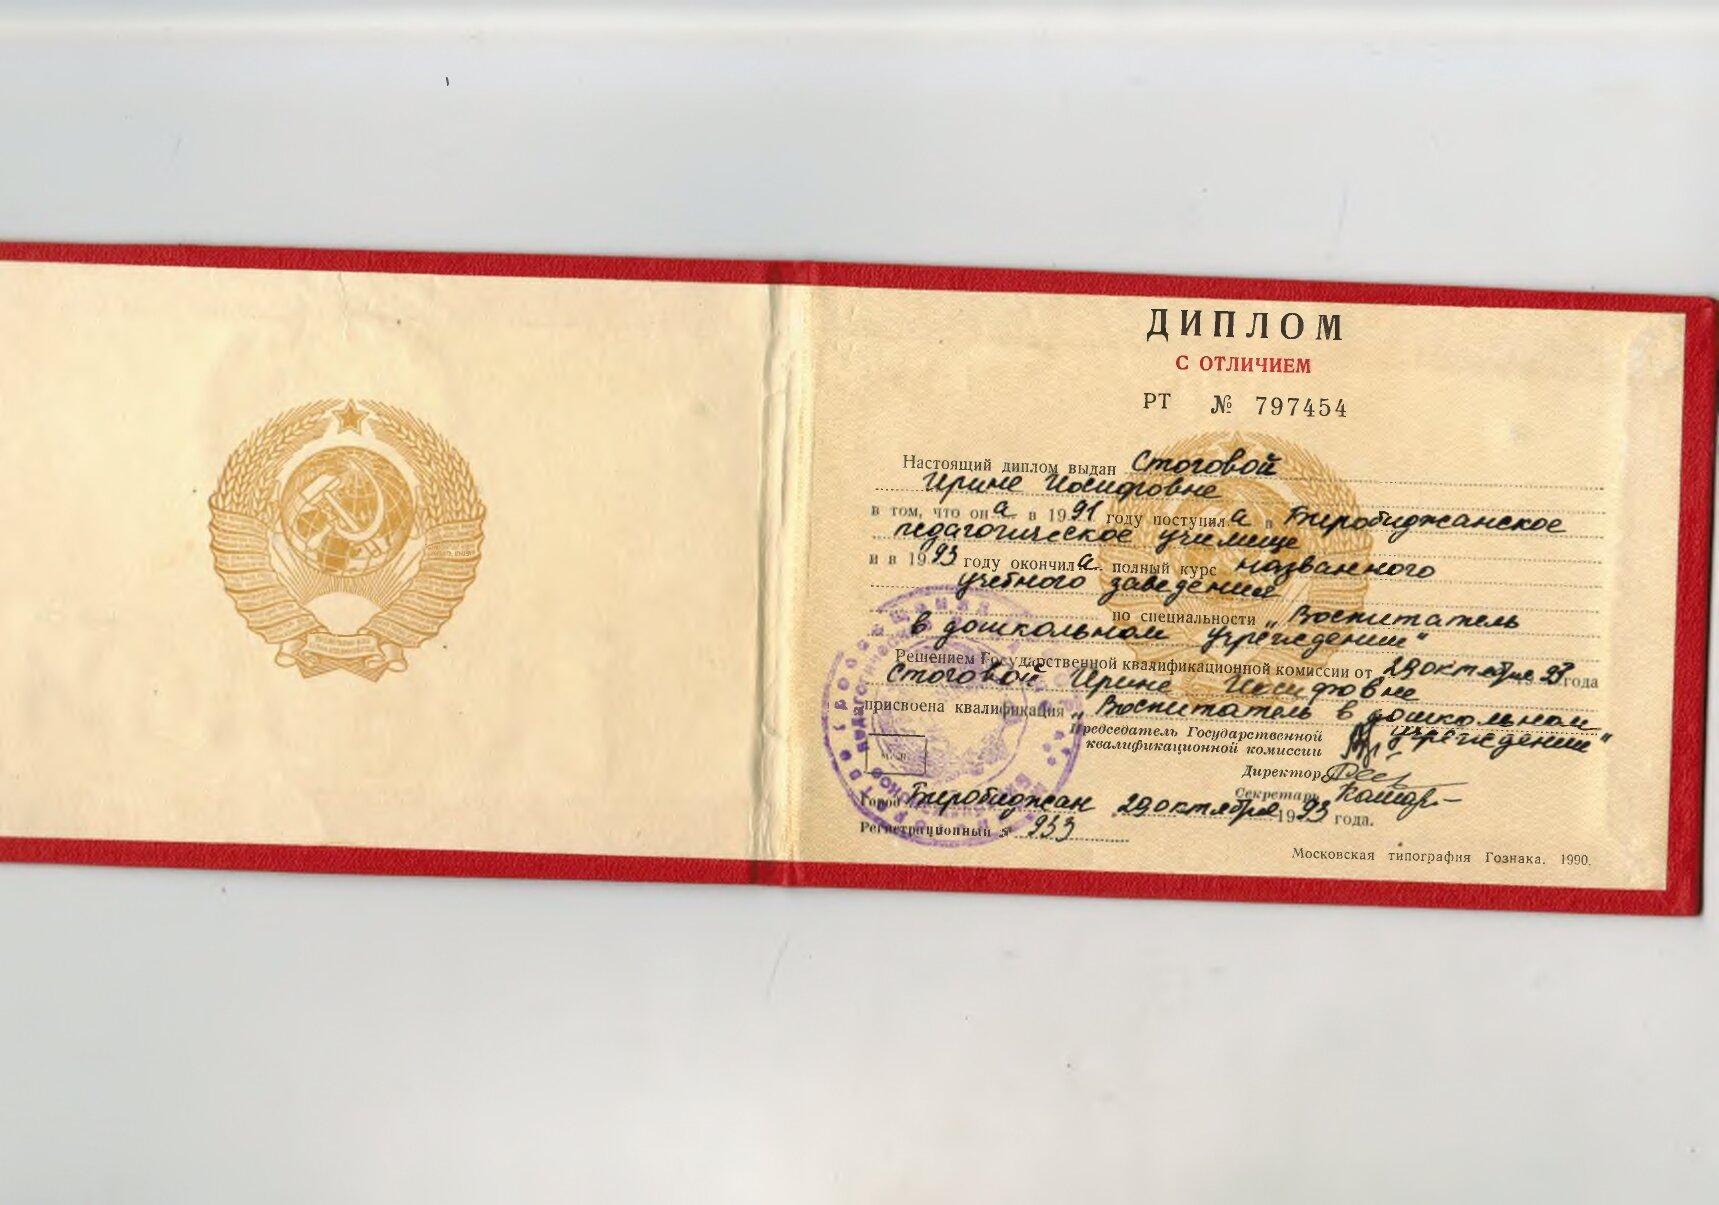 ДИПЛОМ
С ОТЛИЧИЕМ
РТ № 797454
Настоящий диплом выдан Стоговой
Ирине Иосифовне
в том, что она в 1991 году поступила в Биробиджанское
педагогическое училище
и в 1993 году окончила полный курс названного
учебного заведения
по специальности „Воспитатель
в дошкольном учреждении"
Решением Государственной квалификационной комиссии от 29 октября 1993 года
Стоговой Ирине Иосифовне
присвоена квалификация „Воспитатель в дошкольном
учреждении"
Председатель Государственной
квалификационной комиссии
Директор
Секретарь
Город Биробиджан 29 октября 1993 года.
Регистрационный № 933
Московская типография Гознака. 1990.